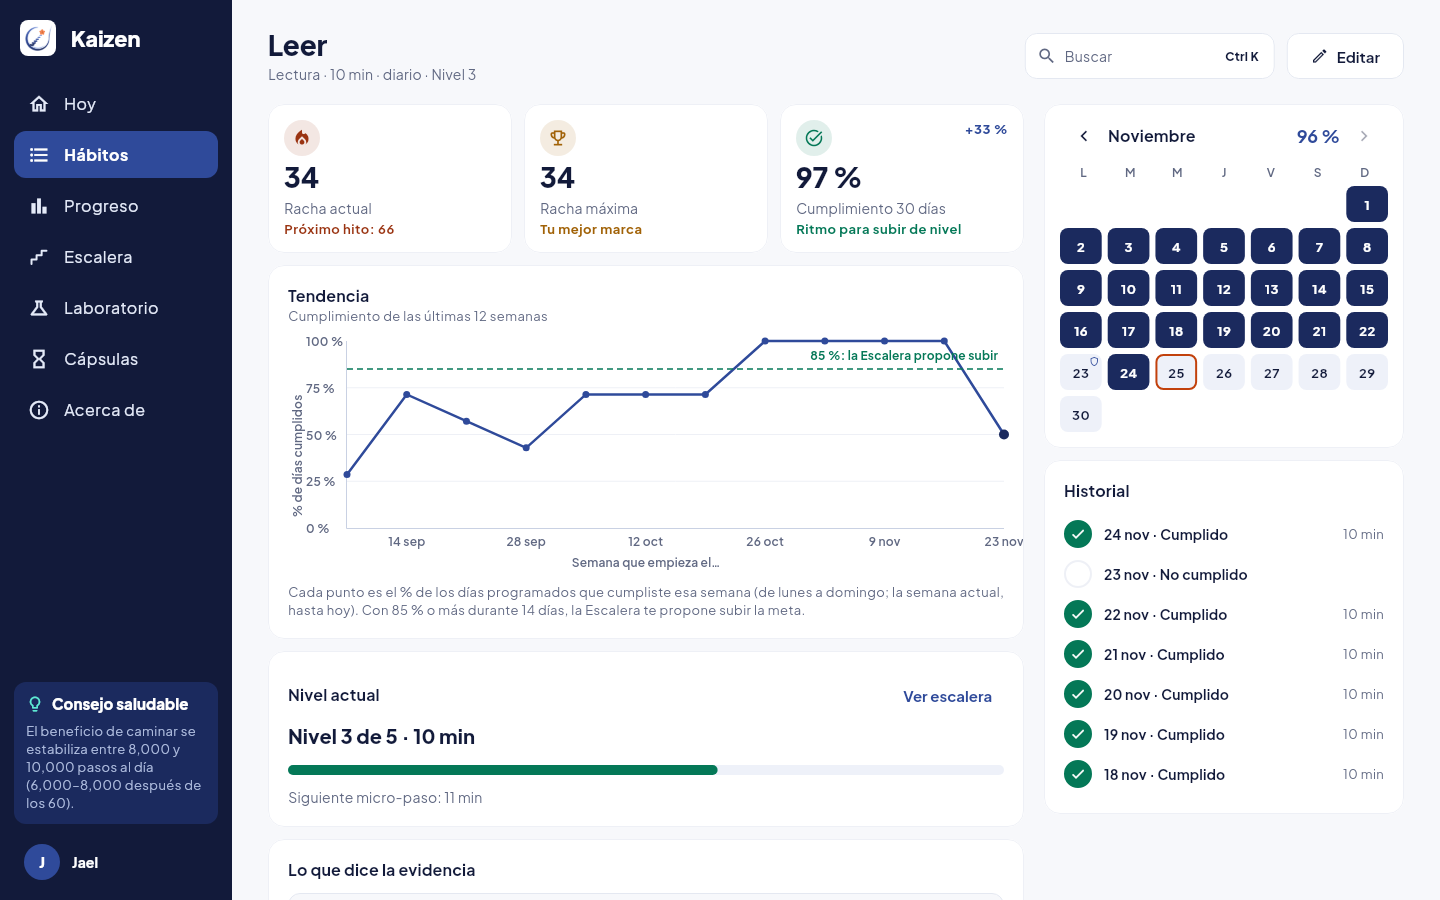 Kaizen
Hoy
Hábitos
Progreso
Escalera
Laboratorio
Cápsulas
Acerca de
Consejo saludable
El beneficio de caminar se
estabiliza entre 8,000 y
10,000 pasos al día
(6,000–8,000 después de
los 60).
J
Jael
Leer
Lectura · 10 min · diario · Nivel 3
Buscar
Ctrl K
Editar
34
Racha actual
Próximo hito: 66
34
Racha máxima
Tu mejor marca
+33 %
97 %
Cumplimiento 30 días
Ritmo para subir de nivel
Tendencia
Cumplimiento de las últimas 12 semanas
100 %
75 %
50 %
25 %
0 %
% de días cumplidos
85 %: la Escalera propone subir
14 sep
28 sep
12 oct
26 oct
9 nov
23 nov
Semana que empieza el…
Cada punto es el % de los días programados que cumpliste esa semana (de lunes a domingo; la semana actual,
hasta hoy). Con 85 % o más durante 14 días, la Escalera te propone subir la meta.
Nivel actual
Ver escalera
Nivel 3 de 5 · 10 min
Siguiente micro-paso: 11 min
Lo que dice la evidencia
Noviembre
96 %
L M M J V S D
1
2 3 4 5 6 7 8
9 10 11 12 13 14 15
16 17 18 19 20 21 22
23 24 25 26 27 28 29
30
Historial
24 nov · Cumplido 10 min
23 nov · No cumplido
22 nov · Cumplido 10 min
21 nov · Cumplido 10 min
20 nov · Cumplido 10 min
19 nov · Cumplido 10 min
18 nov · Cumplido 10 min